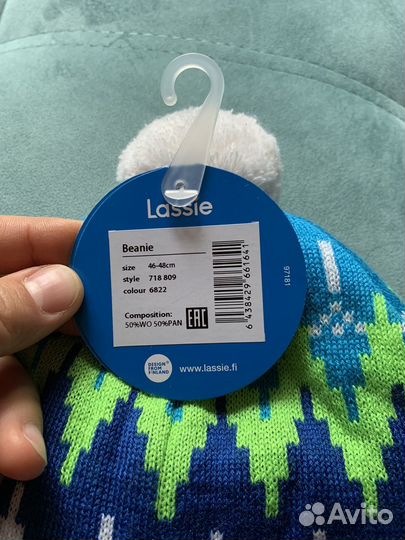 Lassie
Beanie
size 46-48cm
style 718 809
colour 6822
Composition:
50%WO 50%PAN
EAC
6 438429 661641
97181
DESIGN
FROM
FINLAND
www.lassie.fi
Avito